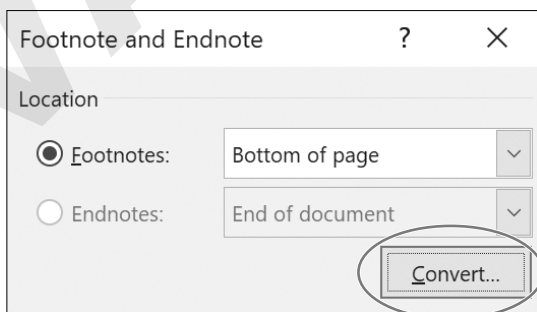 Footnote and Endnote ? ×
Location
Footnotes: Bottom of page
Endnotes: End of document
Convert...